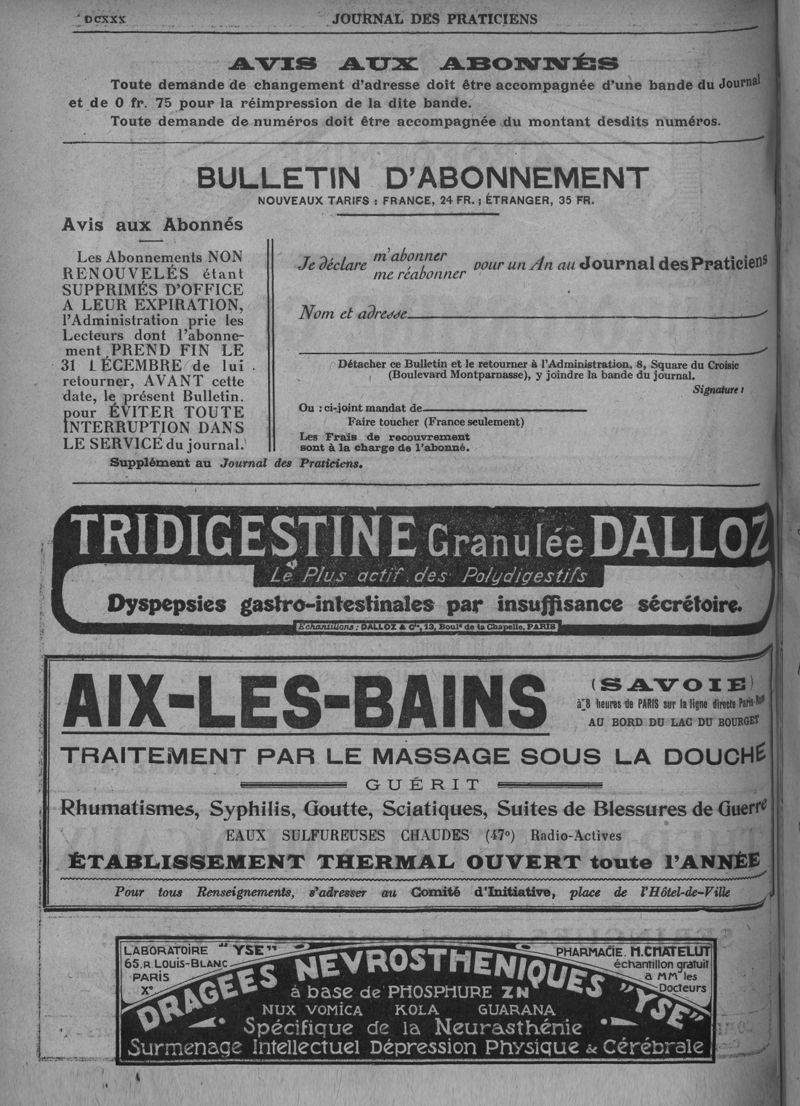 DCXXX
JOURNAL DES PRATICIENS
AVIS AUX ABONNÉS
Toute demande de changement d'adresse doit être accompagnée d'une bande du Journal
et de 0 fr. 75 pour la réimpression de la dite bande.
Toute demande de numéros doit être accompagnée du montant desdits numéros.
BULLETIN D'ABONNEMENT
NOUVEAUX TARIFS : FRANCE, 24 FR. ; ÉTRANGER, 35 FR.
Avis aux Abonnés
Les Abonnements NON
RENOUVELÉS étant
SUPPRIMÉS D'OFFICE
A LEUR EXPIRATION,
l'Administration prie les
Lecteurs dont l'abonne-
ment PREND FIN LE
31 DÉCEMBRE de lui
retourner, AVANT cette
date, le présent Bulletin.
pour ÉVITER TOUTE
INTERRUPTION DANS
LE SERVICE du journal.
Je déclare m'abonner
me réabonner pour un An au Journal des Praticiens
Nom et adresse
Détacher ce Bulletin et le retourner à l'Administration, 8, Square du Croisic
(Boulevard Montparnasse), y joindre la bande du journal.
Signature :
Ou : ci-joint mandat de
Faire toucher (France seulement)
Les Frais de recouvrement
sont à la charge de l'abonné.
Supplément au Journal des Praticiens.
TRIDIGESTINE Granulée DALLOZ
Le Plus actif des Polydigestifs
Dyspepsies gastro-intestinales par insuffisance sécrétoire.
Echantillons : DALLOZ & Cie, 13, Bould de la Chapelle, PARIS
AIX-LES-BAINS
(SAVOIE)
à 8 heures de PARIS sur la ligne directe Paris-Rome
AU BORD DU LAC DU BOURGET
TRAITEMENT PAR LE MASSAGE SOUS LA DOUCHE
GUÉRIT
Rhumatismes, Syphilis, Goutte, Sciatiques, Suites de Blessures de Guerre
EAUX SULFUREUSES CHAUDES (47°) Radio-Actives
ÉTABLISSEMENT THERMAL OUVERT toute l'ANNÉE
Pour tous Renseignements, s'adresser au Comité d'Initiative, place de l'Hôtel-de-Ville
LABORATOIRE "YSE"
65, R. LOUIS-BLANC
PARIS
Xe
PHARMACIE. M. CHATELUT
échantillon gratuit
à MM les
Docteurs
DRAGÉES NEVROSTHENIQUES "YSE"
à base de PHOSPHURE ZN
NUX VOMICA KOLA GUARANA
Spécifique de la Neurasthénie
Surmenage Intellectuel Dépression Physique & Cérébrale